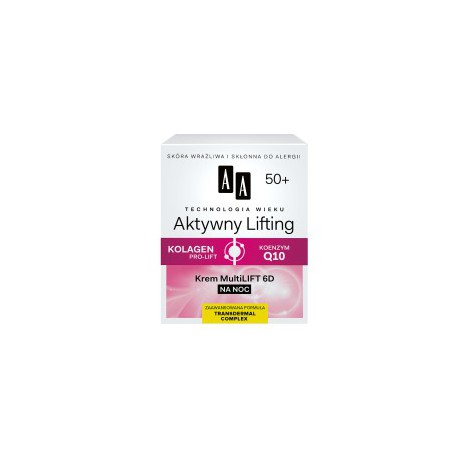 SKÓRA WRAŻLIWA I SKŁONNA DO ALERGII
AA 50+
TECHNOLOGIA WIEKU
Aktywny Lifting
KOLAGEN
PRO-LIFT
KOENZYM
Q10
Krem MultiLIFT 6D
NA NOC
ZAAWANSOWANA FORMUŁA
TRANSDERMAL
COMPLEX